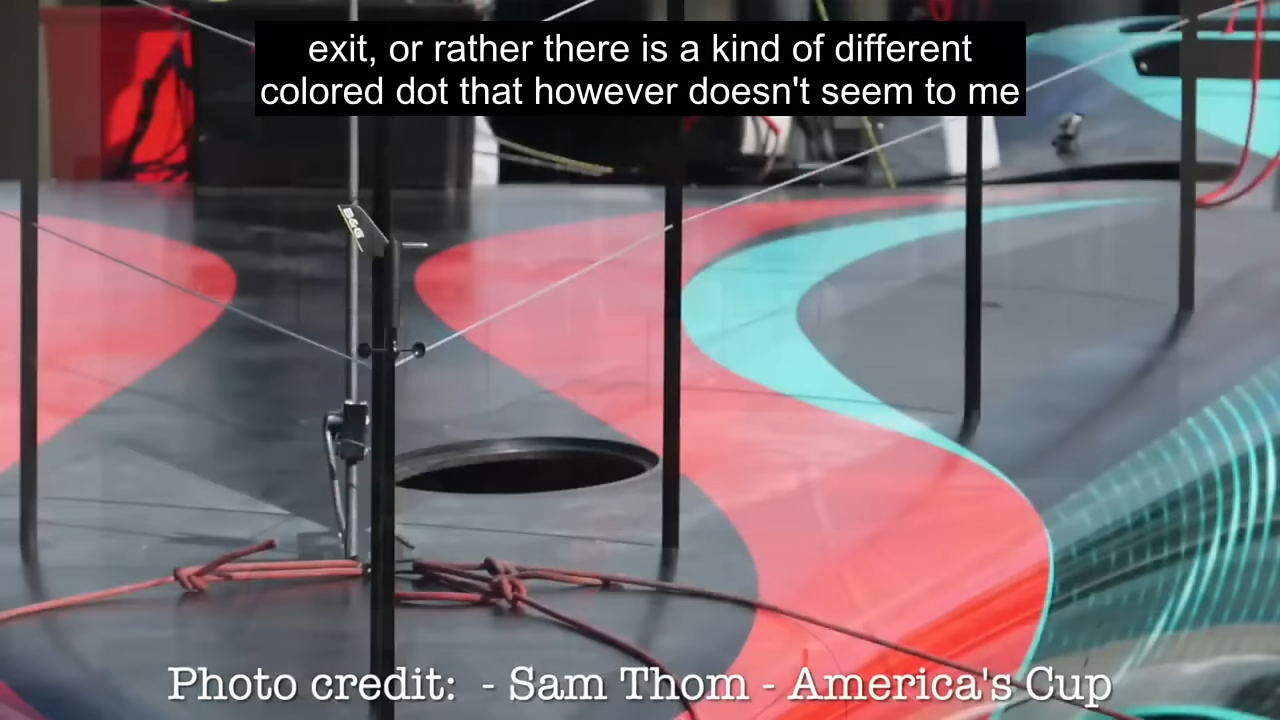 exit, or rather there is a kind of different
colored dot that however doesn't seem to me
B&G
Photo credit:  - Sam Thom - America's Cup